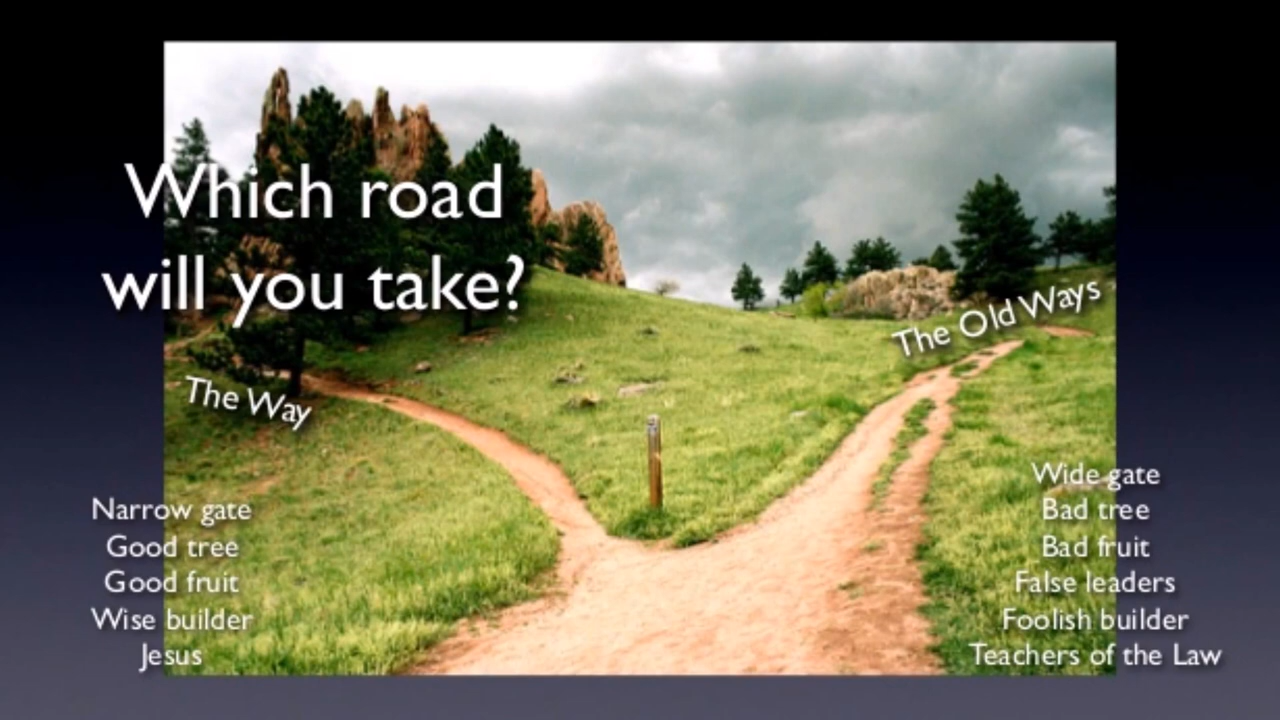 Which road
will you take?
The Way
The Old Ways
Narrow gate
Good tree
Good fruit
Wise builder
Jesus
Wide gate
Bad tree
Bad fruit
False leaders
Foolish builder
Teachers of the Law